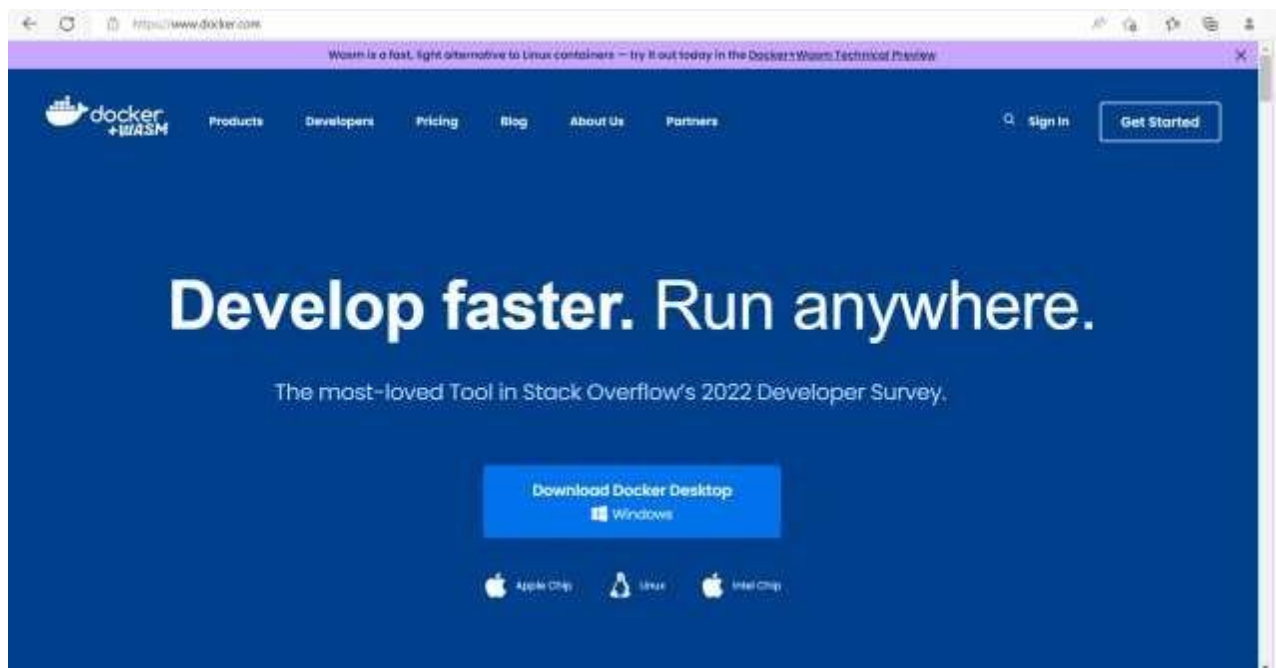 https://www.docker.com
Wasm is a fast, light alternative to Linux containers — try it out today in the Docker+Wasm Technical Preview
docker
+WASM
Products Developers Pricing Blog About Us Partners Sign In Get Started
Develop faster. Run anywhere.
The most-loved Tool in Stack Overflow's 2022 Developer Survey.
Download Docker Desktop
Windows
Apple Chip Linux Intel Chip